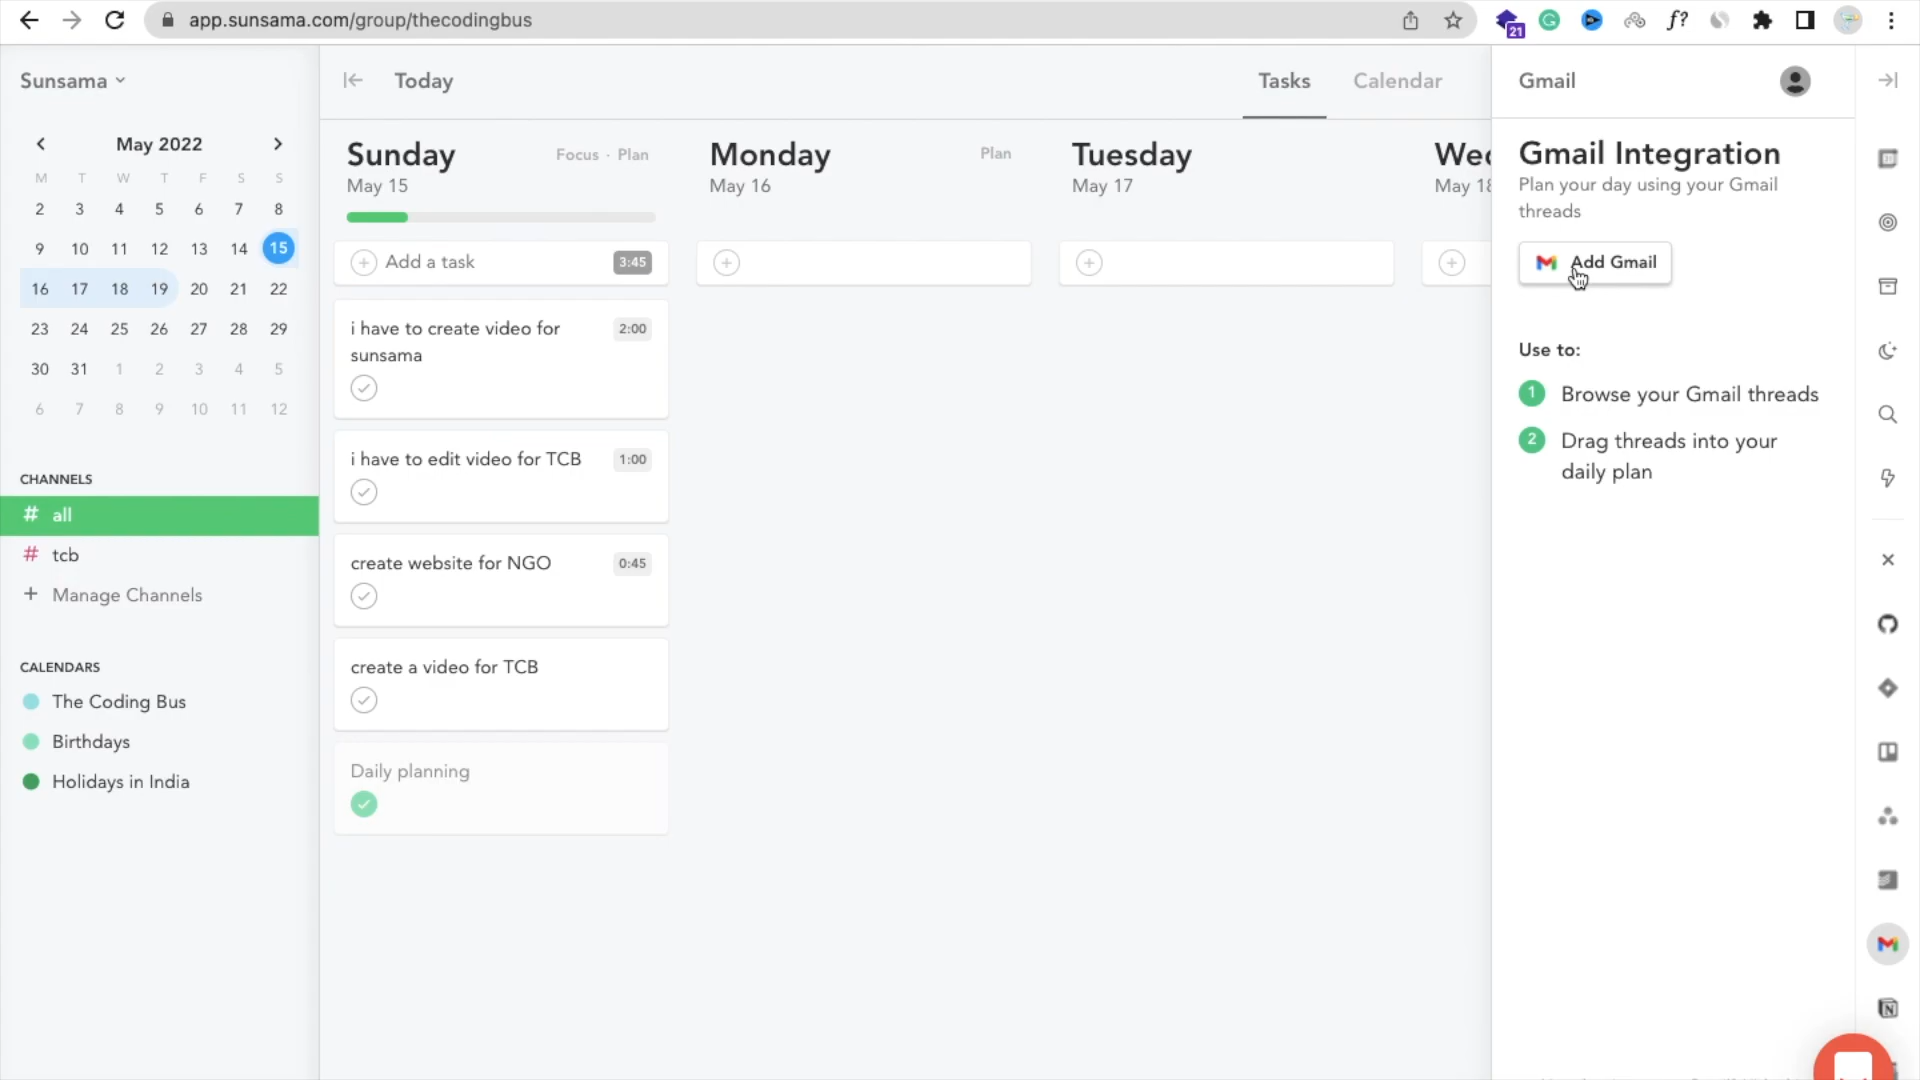 app.sunsama.com/group/thecodingbus
21
f?
Sunsama
May 2022
M T W T F S S
2 3 4 5 6 7 8
9 10 11 12 13 14 15
16 17 18 19 20 21 22
23 24 25 26 27 28 29
30 31 1 2 3 4 5
6 7 8 9 10 11 12
CHANNELS
# all
# tcb
+ Manage Channels
CALENDARS
The Coding Bus
Birthdays
Holidays in India
Today
Tasks
Calendar
Sunday
Focus · Plan
May 15
Add a task
3:45
i have to create video for
sunsama
2:00
i have to edit video for TCB
1:00
create website for NGO
0:45
create a video for TCB
Daily planning
Monday
Plan
May 16
Tuesday
May 17
Wed
May 18
Gmail
Gmail Integration
Plan your day using your Gmail
threads
Add Gmail
Use to:
1 Browse your Gmail threads
2 Drag threads into your
daily plan